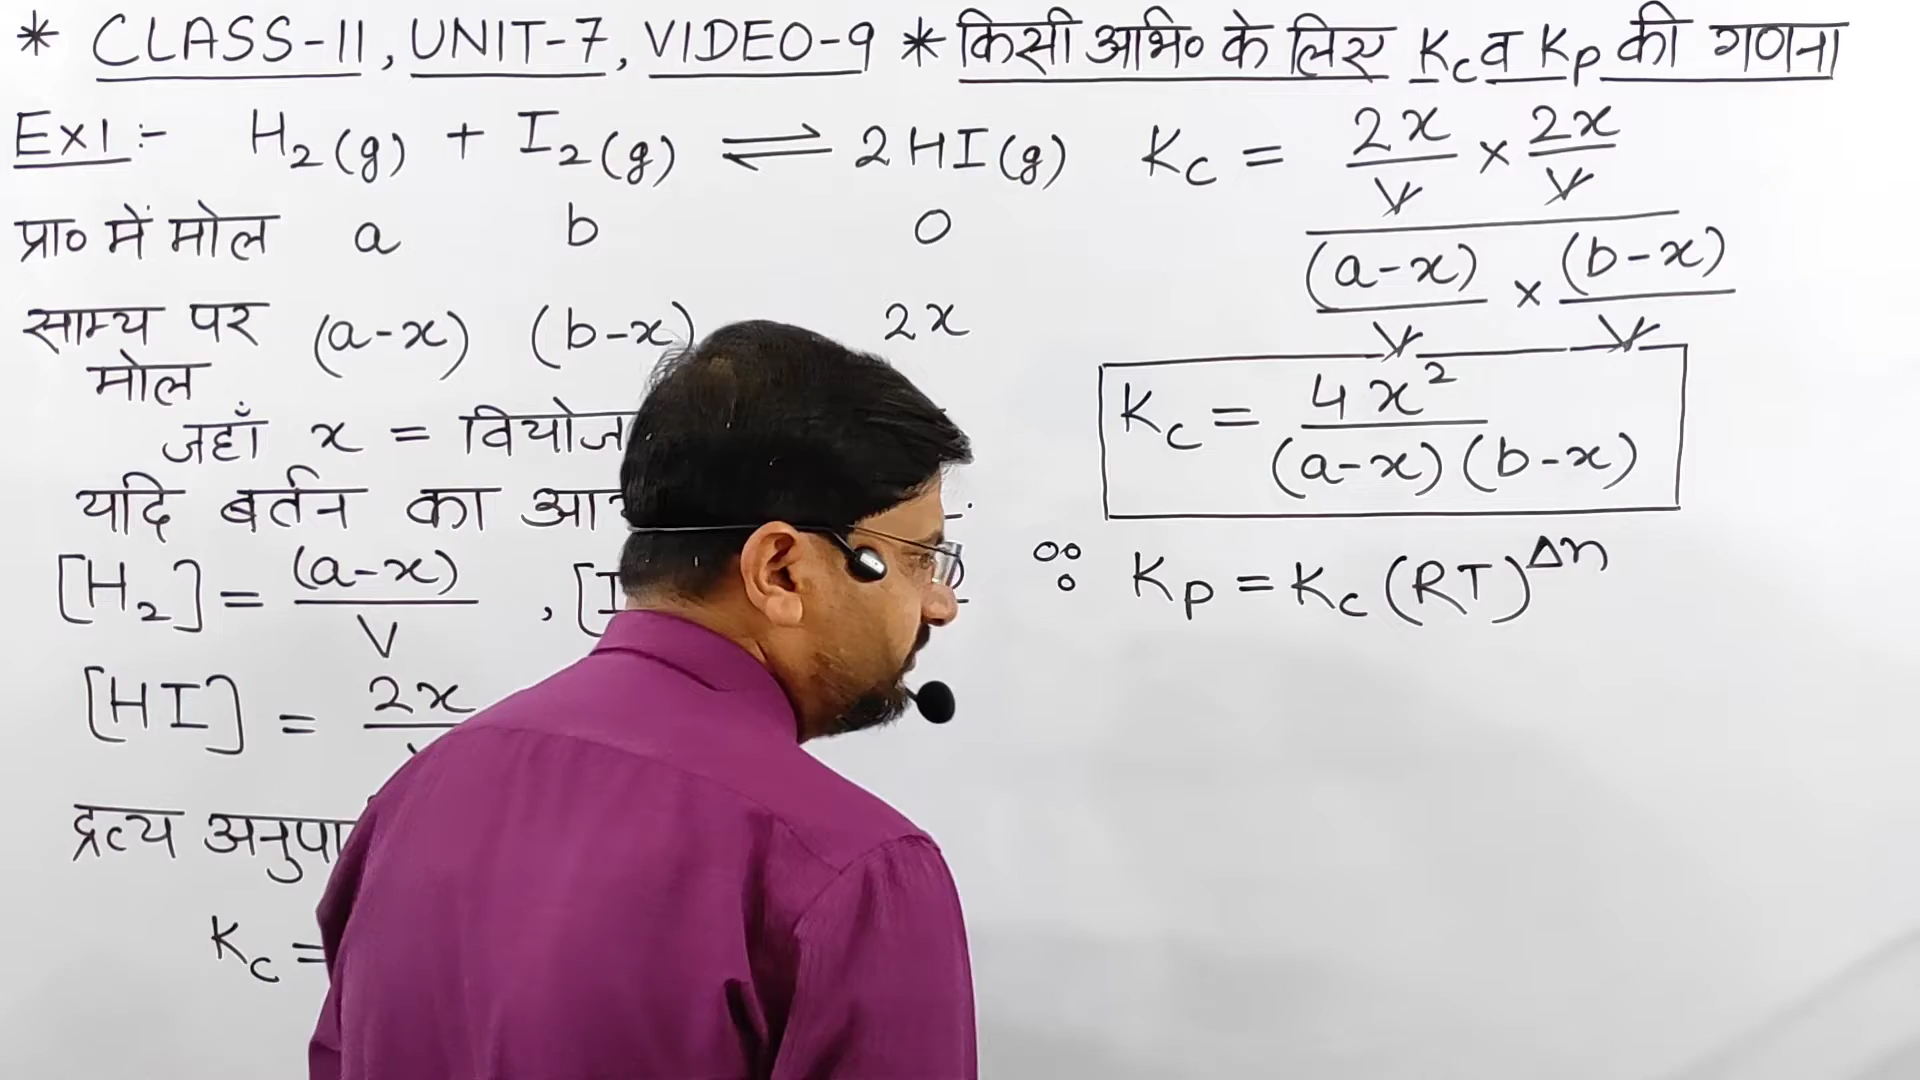 * CLASS-11, UNIT-7, VIDEO-9 * किसी अभि० के लिए Kc व Kp की गणना
Ex1:- H₂(g) + I₂(g) ⇌ 2HI(g)
प्रा० में मोल a b 0
साम्य पर (a-x) (b-x) 2x
मोल
जहाँ x =
यदि बर्तन का
[H₂] = (a-x)/V , [I
[HI] = 2x
द्रव्य
Kc =
Kc = 2x/V × 2x/V
(a-x)/V × (b-x)/V
Kc = 4x²/(a-x)(b-x)
∵ Kp = Kc (RT)^Δn